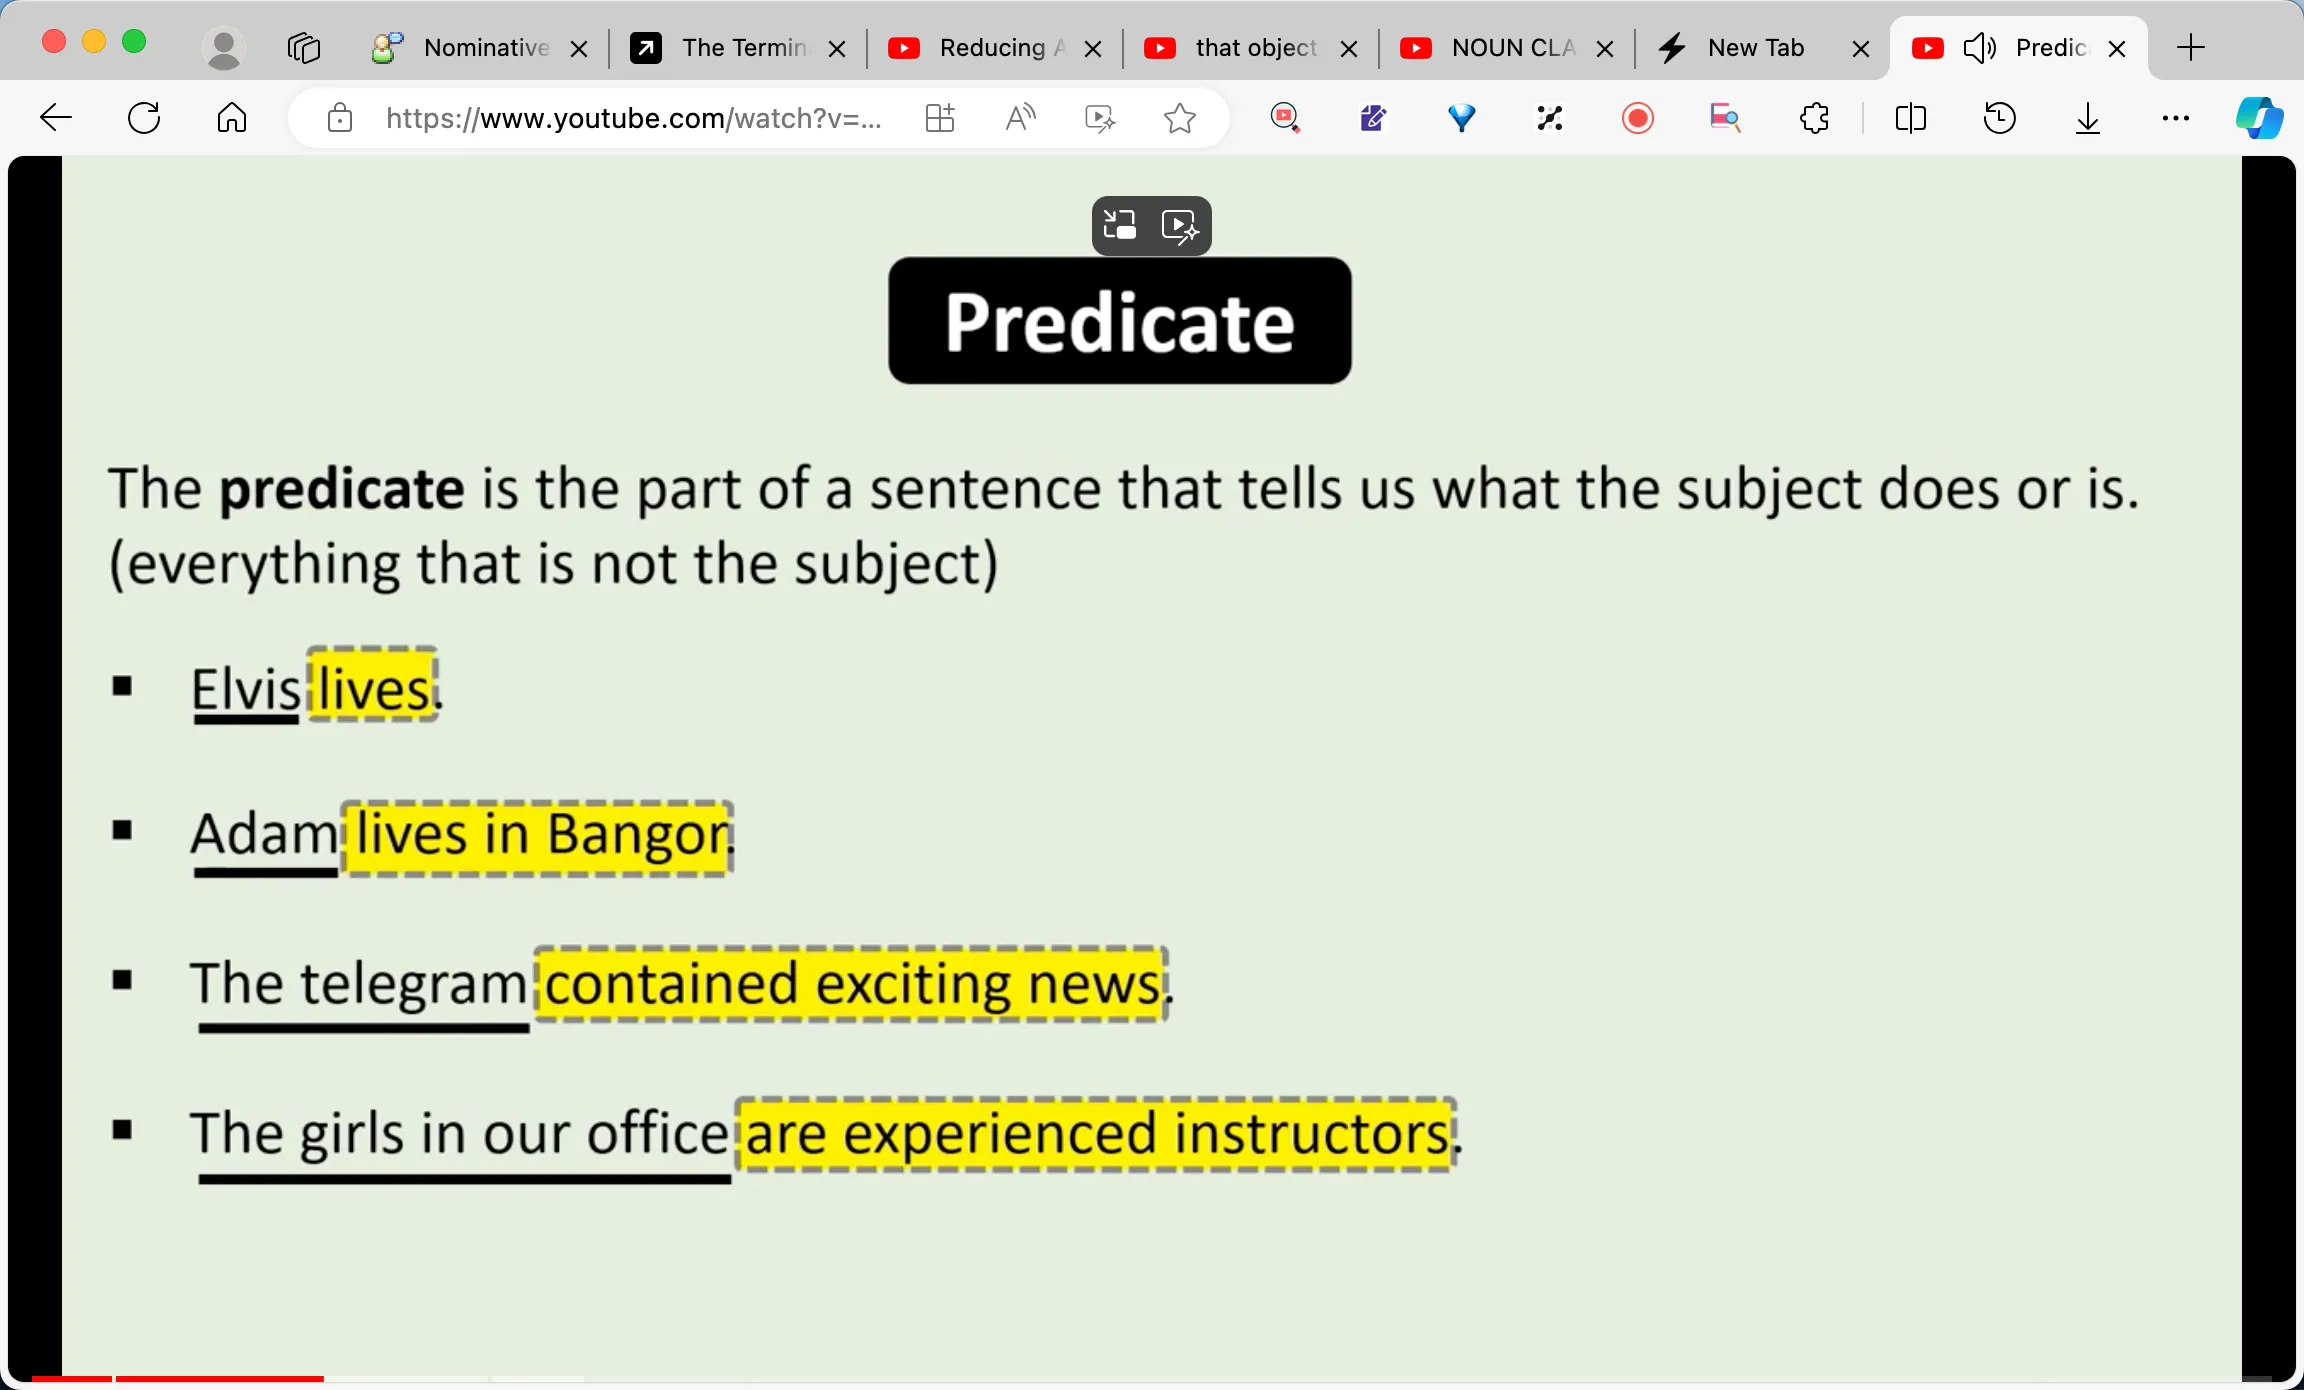 Nominative
The Termin
Reducing A
that object
NOUN CLA
New Tab
Predic
https://www.youtube.com/watch?v=...
Predicate
The predicate is the part of a sentence that tells us what the subject does or is.
(everything that is not the subject)
▪ Elvis lives.
▪ Adam lives in Bangor.
▪ The telegram contained exciting news.
▪ The girls in our office are experienced instructors.